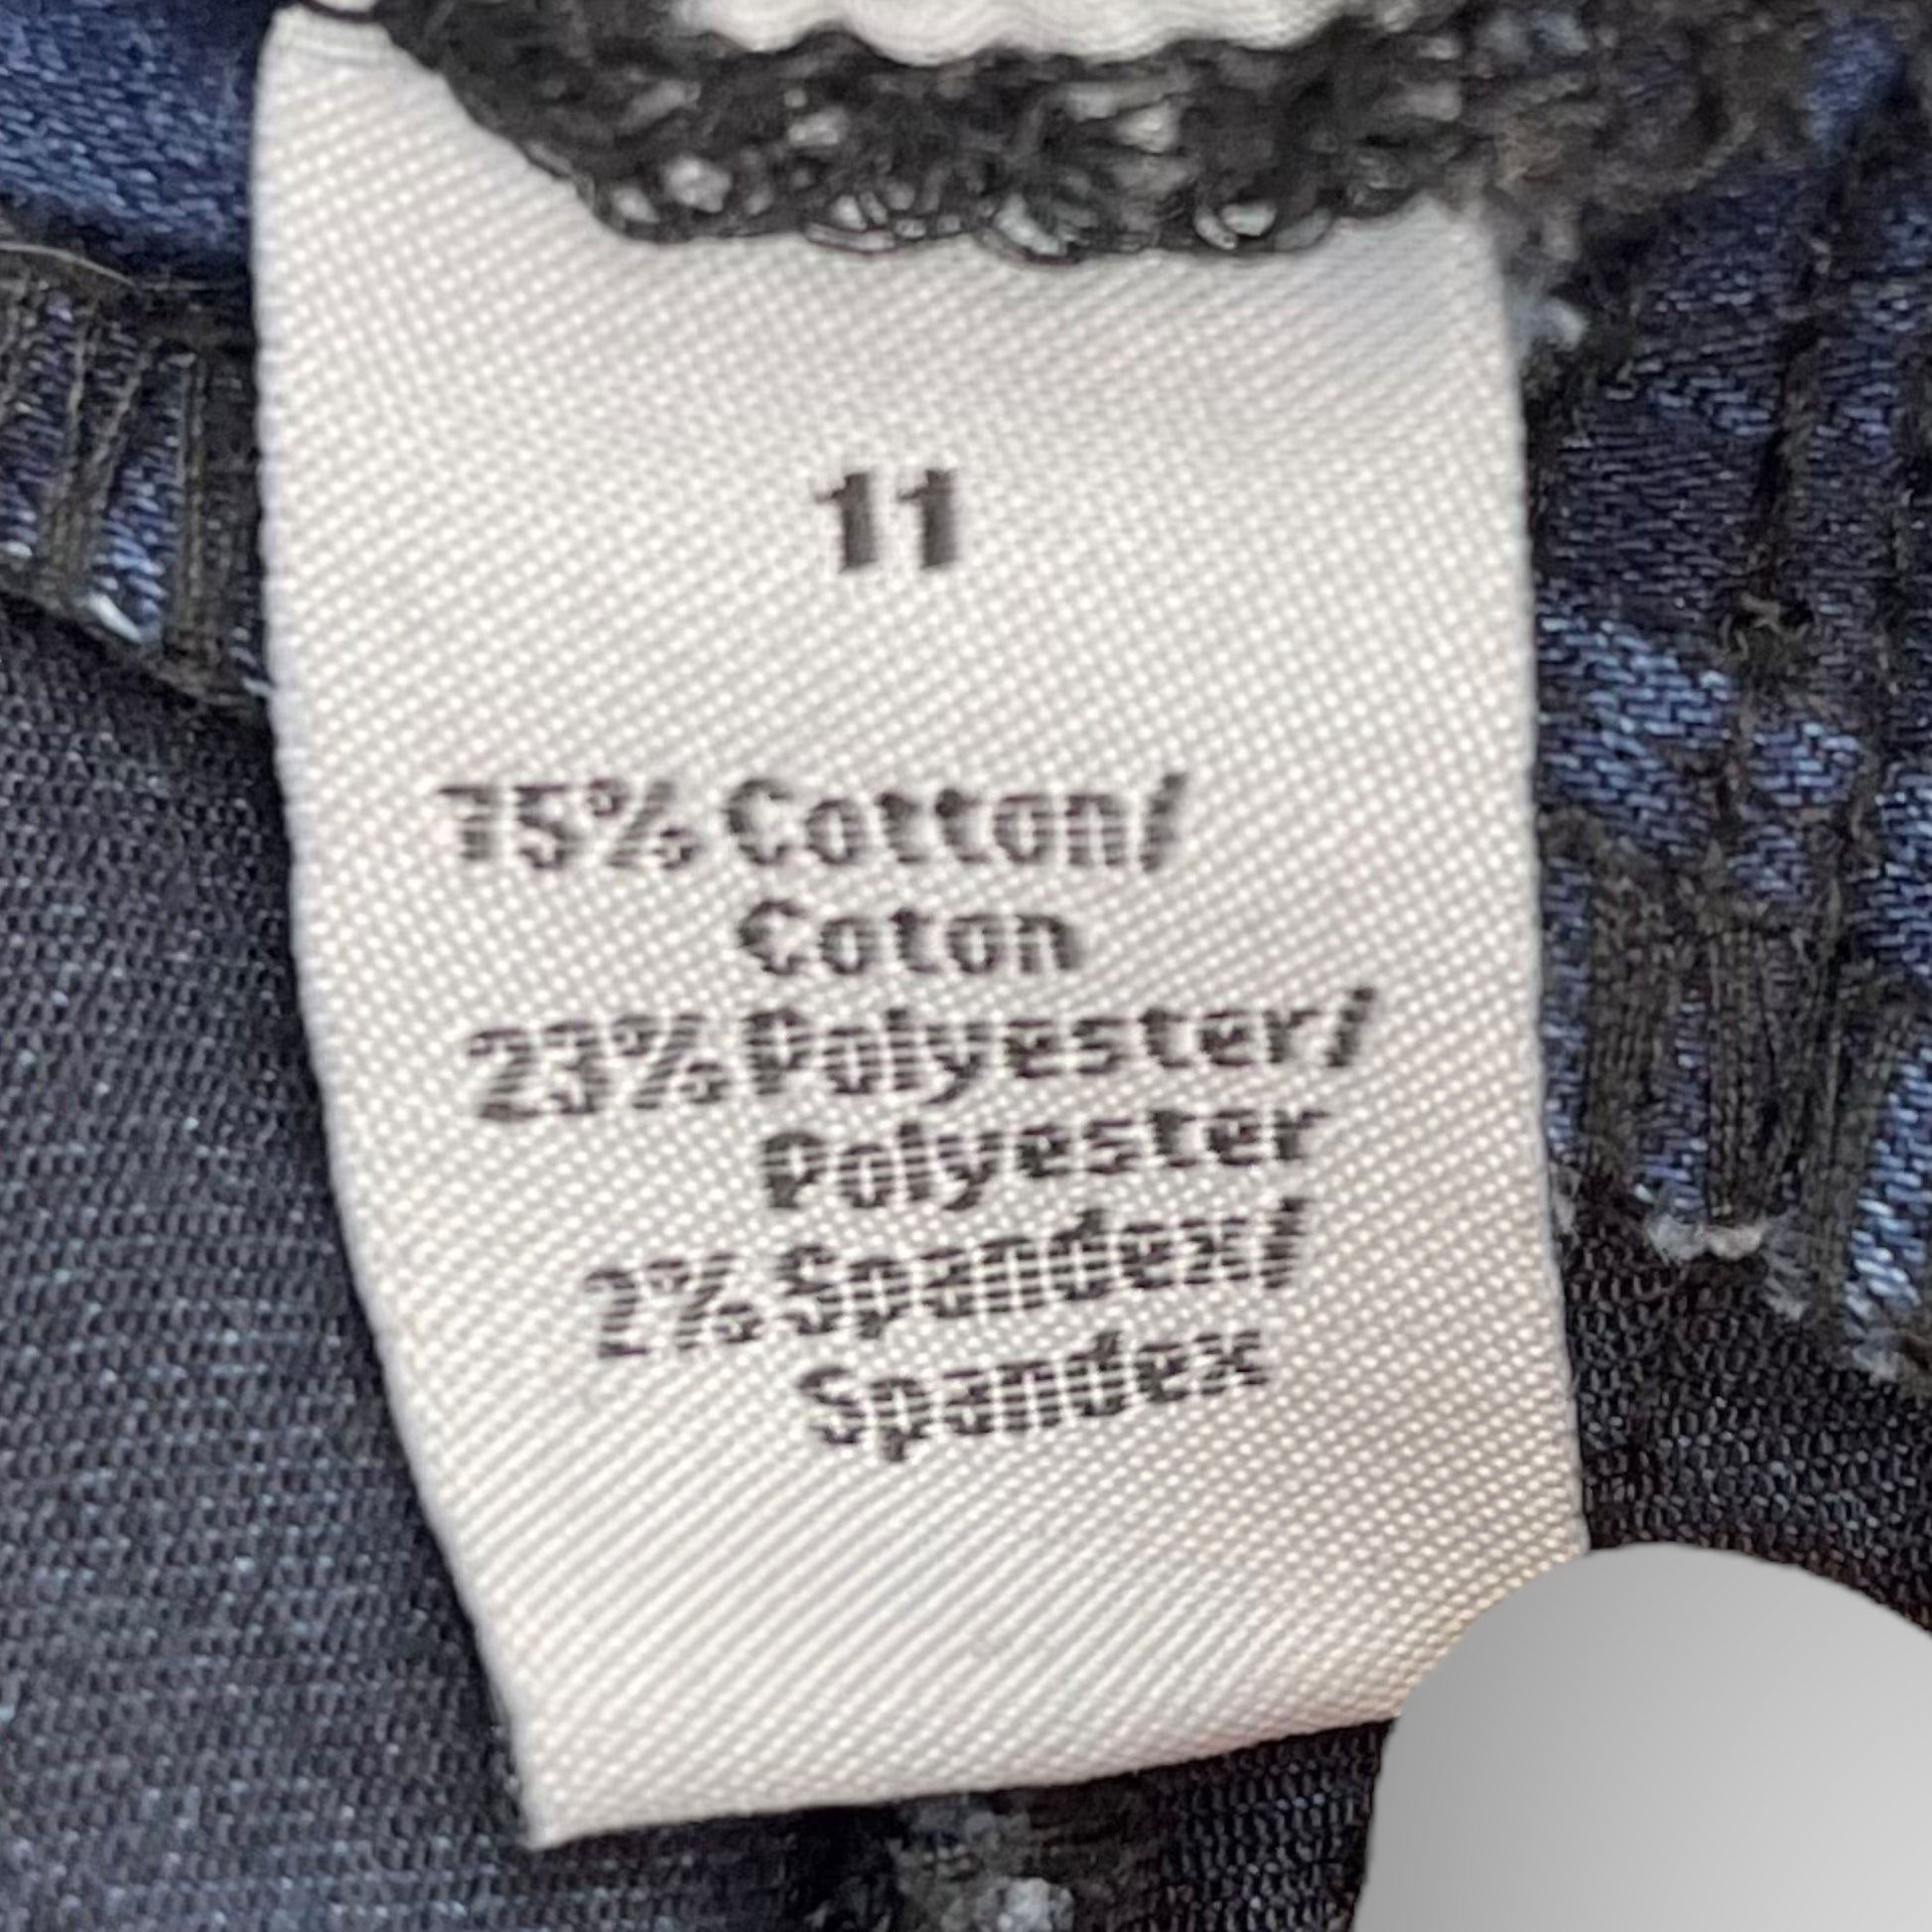 11
75% Cotton/
Coton
23% Polyester/
Polyester
2% Spandex/
Spandex